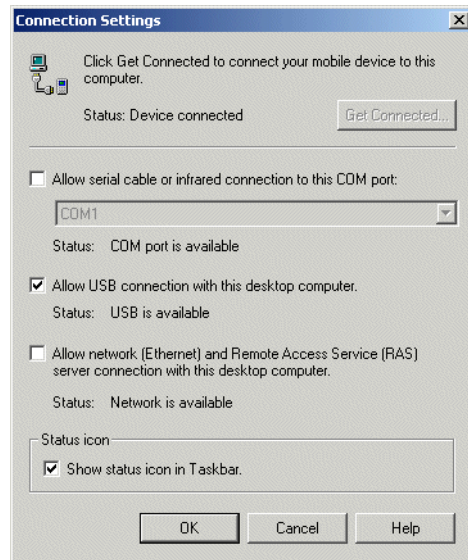 Connection Settings
Click Get Connected to connect your mobile device to this
computer.
Status: Device connected
Get Connected...
Allow serial cable or infrared connection to this COM port:
COM1
Status: COM port is available
Allow USB connection with this desktop computer.
Status: USB is available
Allow network (Ethernet) and Remote Access Service (RAS)
server connection with this desktop computer.
Status: Network is available
Status icon
Show status icon in Taskbar.
OK Cancel Help